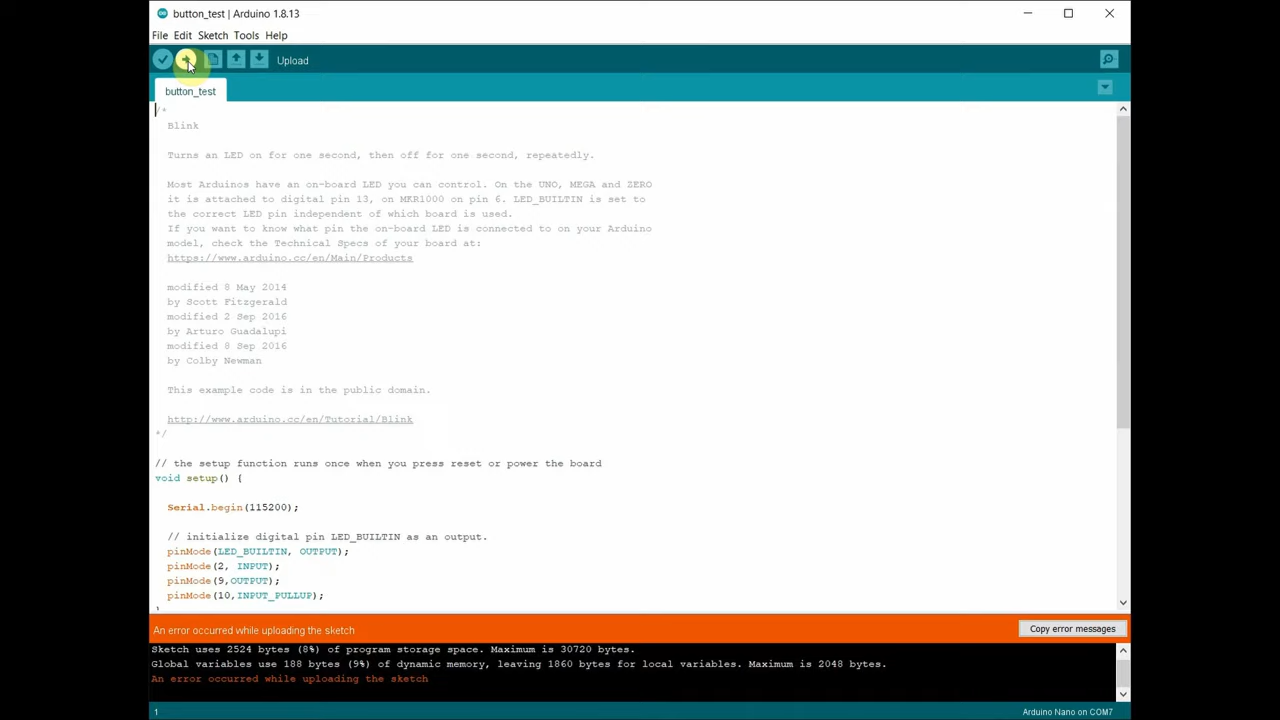 button_test | Arduino 1.8.13
File Edit Sketch Tools Help
Upload
button_test
/*
Blink
Turns an LED on for one second, then off for one second, repeatedly.
Most Arduinos have an on-board LED you can control. On the UNO, MEGA and ZERO
it is attached to digital pin 13, on MKR1000 on pin 6. LED_BUILTIN is set to
the correct LED pin independent of which board is used.
If you want to know what pin the on-board LED is connected to on your Arduino
model, check the Technical Specs of your board at:
https://www.arduino.cc/en/Main/Products
modified 8 May 2014
by Scott Fitzgerald
modified 2 Sep 2016
by Arturo Guadalupi
modified 8 Sep 2016
by Colby Newman
This example code is in the public domain.
http://www.arduino.cc/en/Tutorial/Blink
*/
// the setup function runs once when you press reset or power the board
void setup() {
Serial.begin(115200);
// initialize digital pin LED_BUILTIN as an output.
pinMode(LED_BUILTIN, OUTPUT);
pinMode(2, INPUT);
pinMode(9,OUTPUT);
pinMode(10,INPUT_PULLUP);
An error occurred while uploading the sketch
Copy error messages
Sketch uses 2524 bytes (8%) of program storage space. Maximum is 30720 bytes.
Global variables use 188 bytes (9%) of dynamic memory, leaving 1860 bytes for local variables. Maximum is 2048 bytes.
An error occurred while uploading the sketch
1
Arduino Nano on COM7